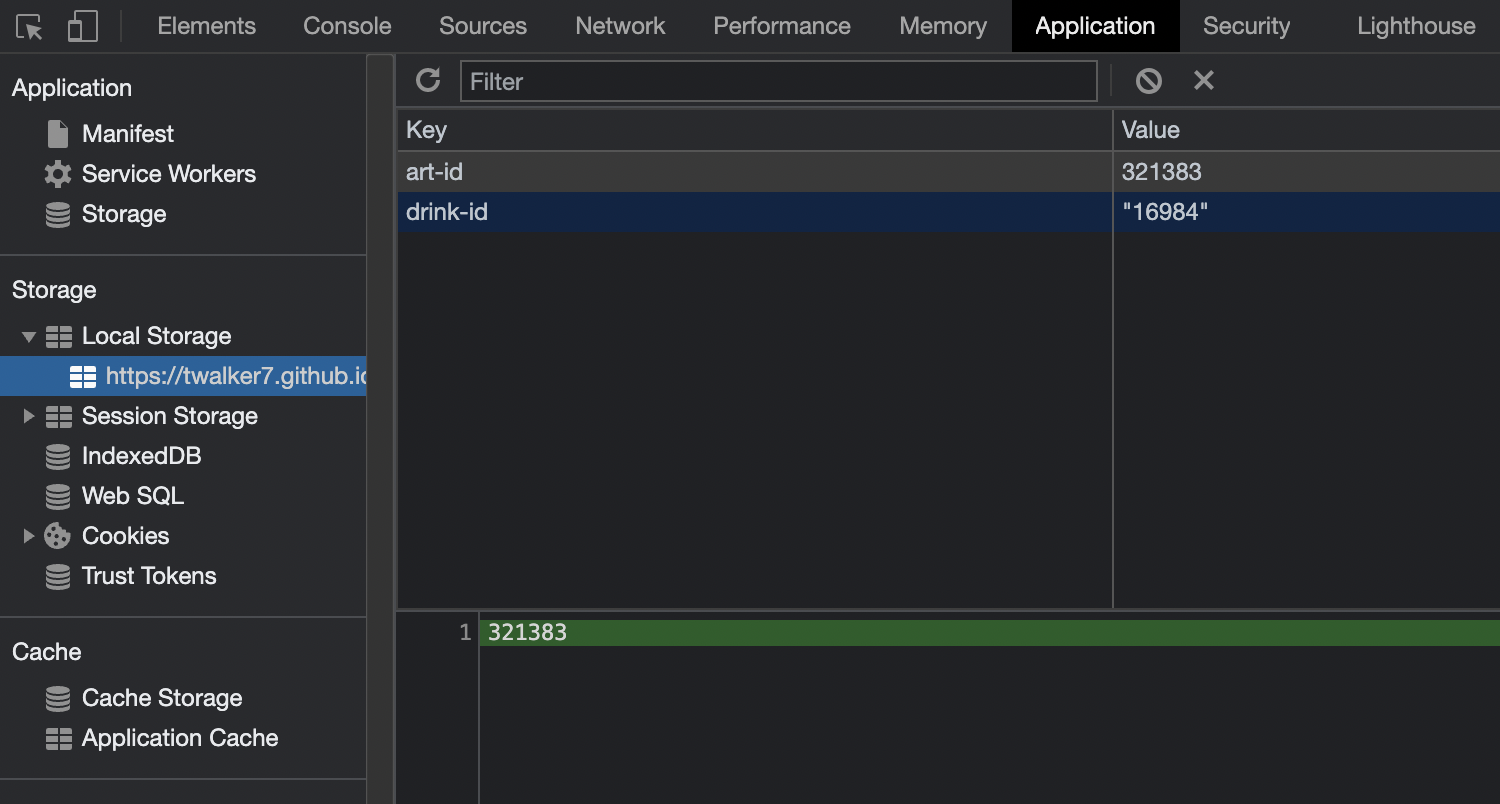 Elements Console Sources Network Performance Memory Application Security Lighthouse
Application
Manifest
Service Workers
Storage
Storage
Local Storage
https://twalker7.github.io
Session Storage
IndexedDB
Web SQL
Cookies
Trust Tokens
Cache
Cache Storage
Application Cache
Filter
Key Value
art-id 321383
drink-id "16984"
1 321383